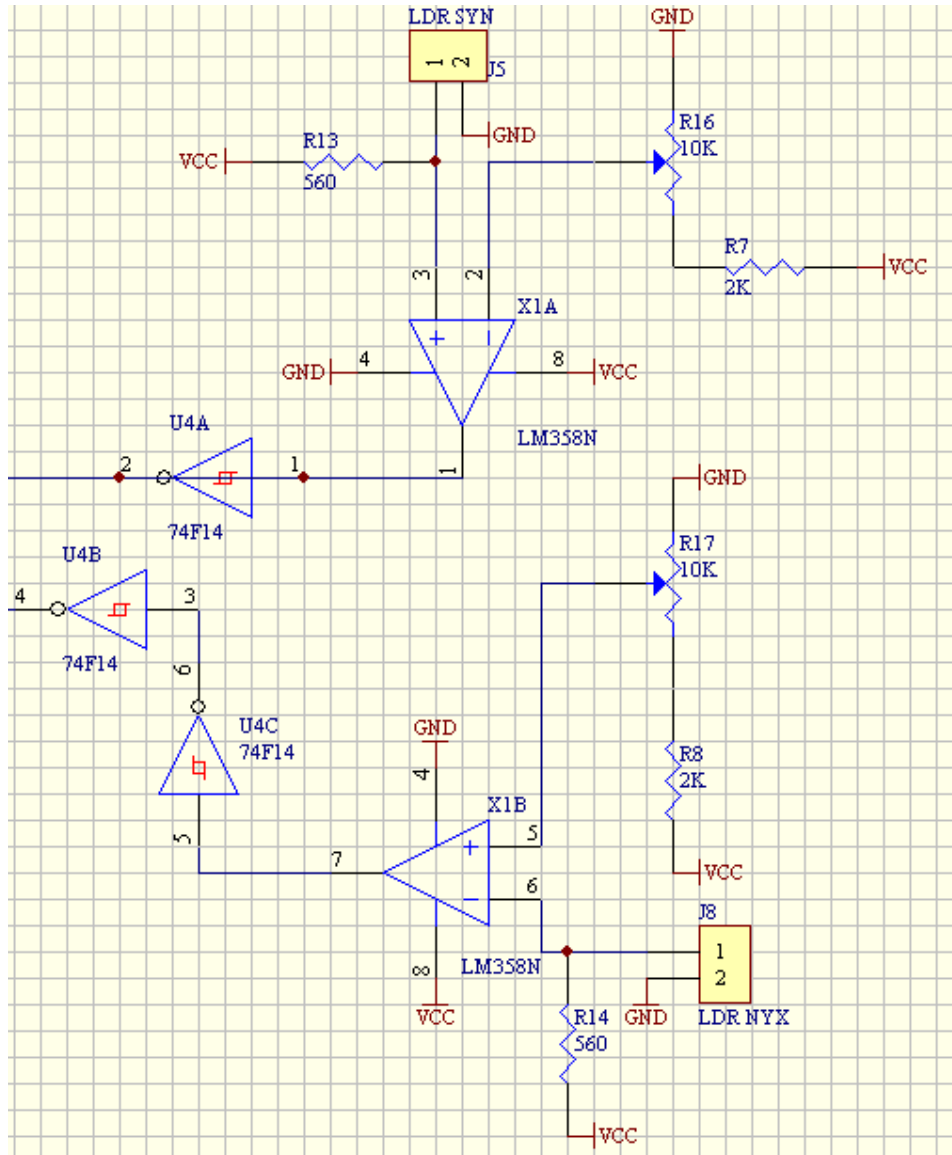 LDR SYN
GND
1
2
J5
GND
R16
10K
R13
VCC
560
R7
VCC
2K
3
2
X1A
GND
4
8
VCC
U4A
LM358N
2
1
1
GND
74F14
R17
10K
U4B
4
3
74F14
6
U4C
74F14
GND
R8
2K
4
X1B
5
5
7
VCC
6
J8
1
LM358N
8
2
VCC
R14
GND
LDR NYX
560
VCC